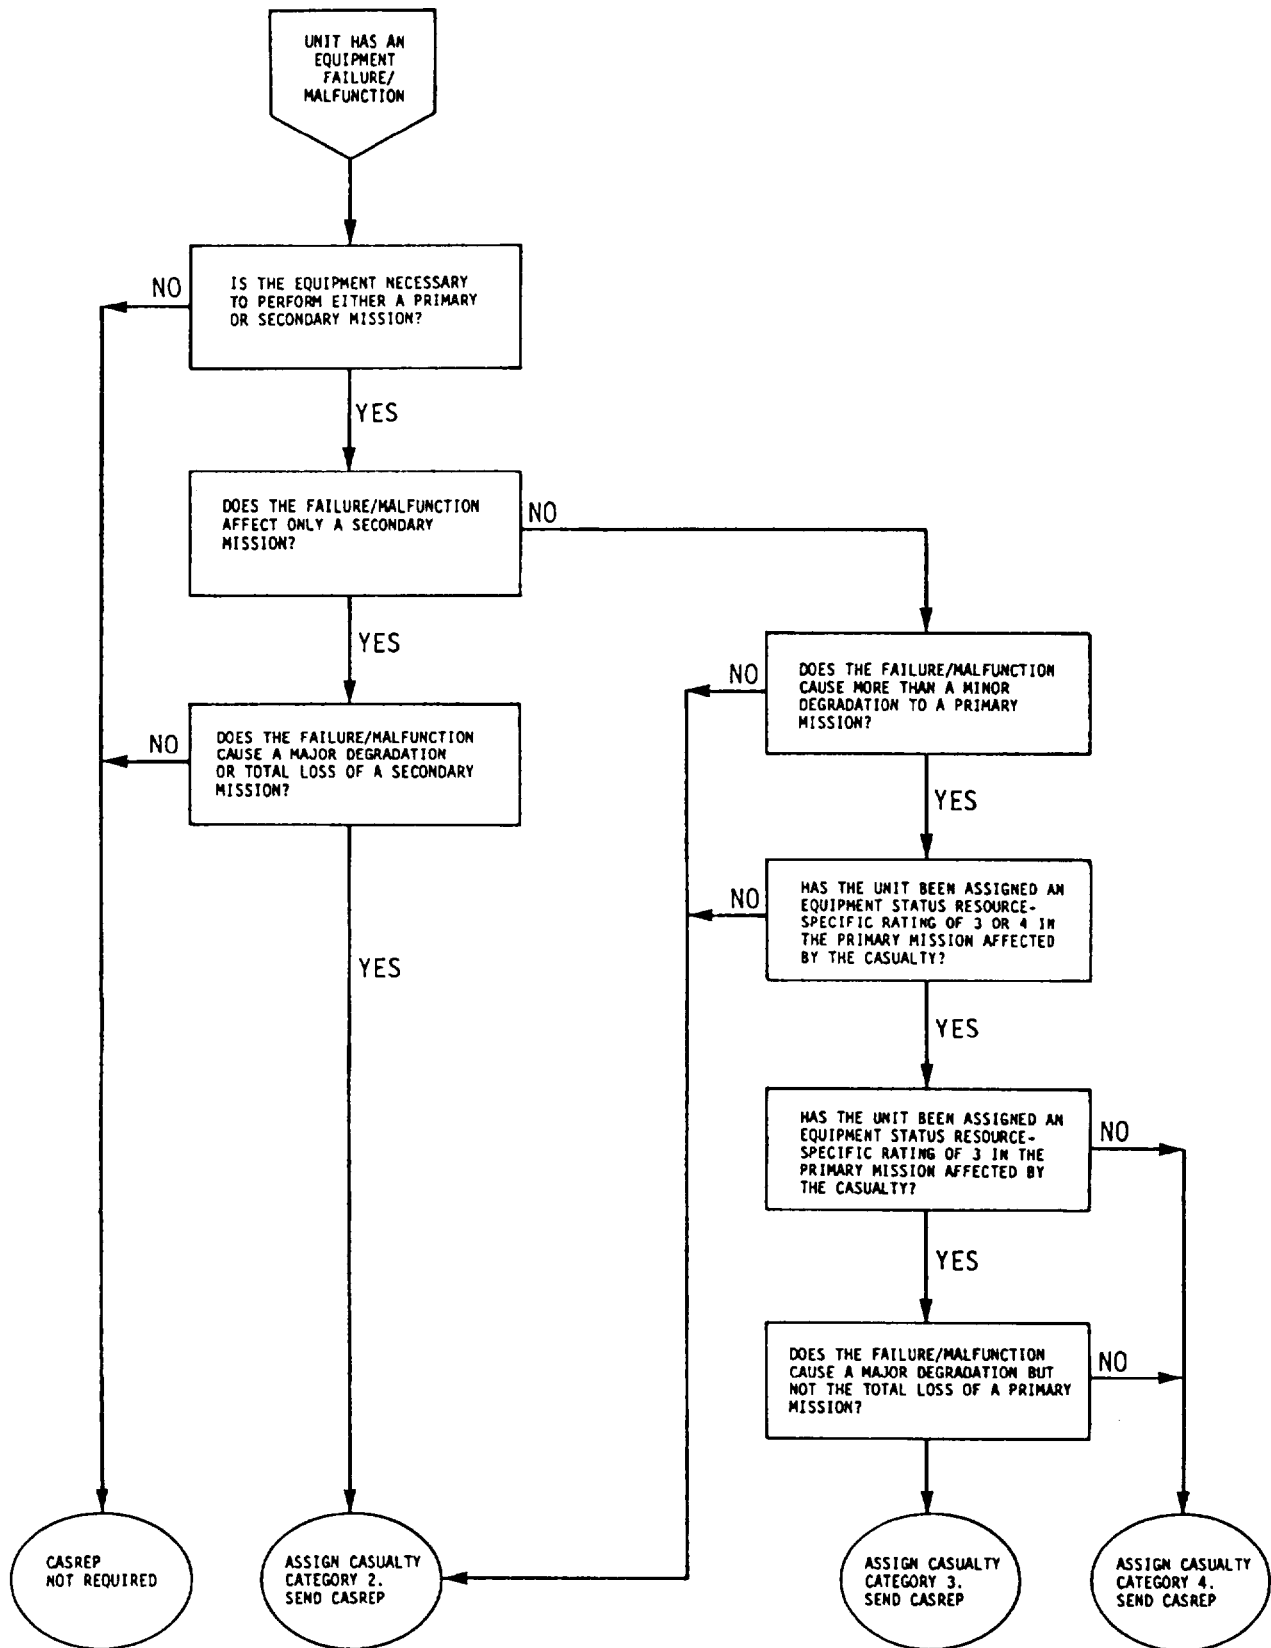 UNIT HAS AN
EQUIPMENT
FAILURE/
MALFUNCTION
NO
IS THE EQUIPMENT NECESSARY
TO PERFORM EITHER A PRIMARY
OR SECONDARY MISSION?
YES
DOES THE FAILURE/MALFUNCTION
AFFECT ONLY A SECONDARY
MISSION?
NO
YES
NO
DOES THE FAILURE/MALFUNCTION
CAUSE MORE THAN A MINOR
DEGRADATION TO A PRIMARY
MISSION?
NO
DOES THE FAILURE/MALFUNCTION
CAUSE A MAJOR DEGRADATION
OR TOTAL LOSS OF A SECONDARY
MISSION?
YES
NO
HAS THE UNIT BEEN ASSIGNED AN
EQUIPMENT STATUS RESOURCE-
SPECIFIC RATING OF 3 OR 4 IN
THE PRIMARY MISSION AFFECTED
BY THE CASUALTY?
YES
YES
HAS THE UNIT BEEN ASSIGNED AN
EQUIPMENT STATUS RESOURCE-
SPECIFIC RATING OF 3 IN THE
PRIMARY MISSION AFFECTED BY
THE CASUALTY?
NO
YES
DOES THE FAILURE/MALFUNCTION
CAUSE A MAJOR DEGRADATION BUT
NOT THE TOTAL LOSS OF A PRIMARY
MISSION?
NO
CASREP
NOT REQUIRED
ASSIGN CASUALTY
CATEGORY 2.
SEND CASREP
ASSIGN CASUALTY
CATEGORY 3.
SEND CASREP
ASSIGN CASUALTY
CATEGORY 4.
SEND CASREP